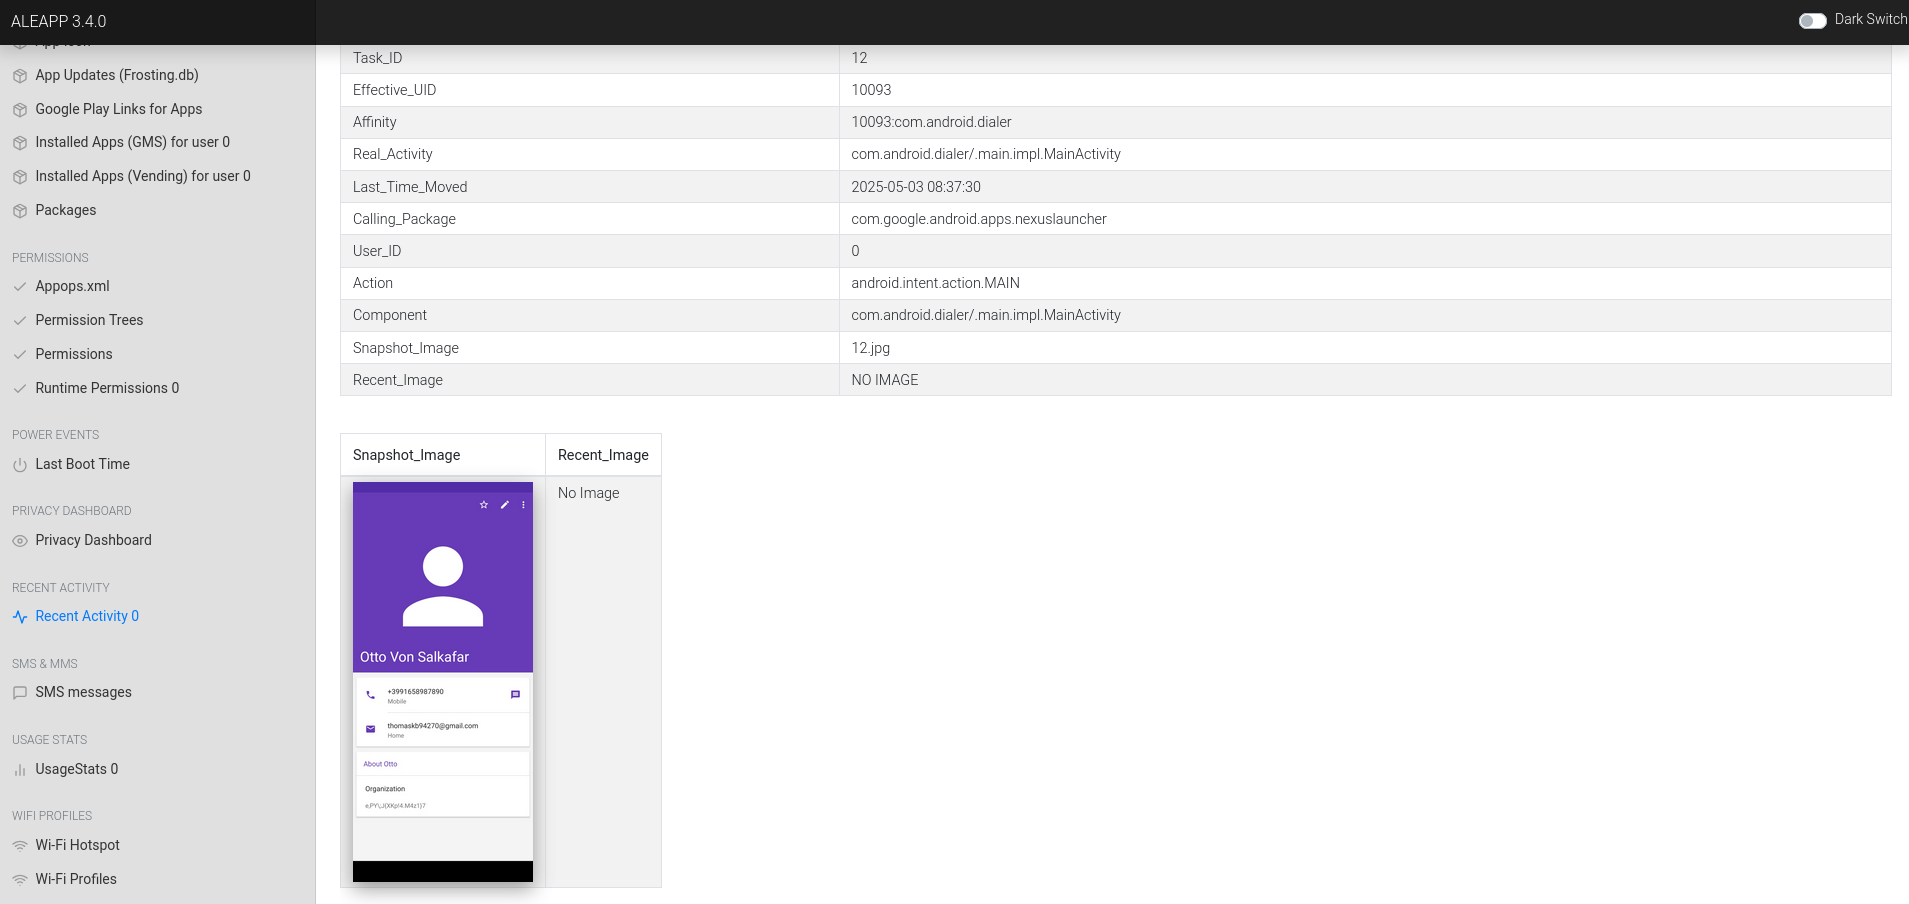 ALEAPP 3.4.0
Dark Switch
App Icon
App Updates (Frosting.db)
Google Play Links for Apps
Installed Apps (GMS) for user 0
Installed Apps (Vending) for user 0
Packages
PERMISSIONS
Appops.xml
Permission Trees
Permissions
Runtime Permissions 0
POWER EVENTS
Last Boot Time
PRIVACY DASHBOARD
Privacy Dashboard
RECENT ACTIVITY
Recent Activity 0
SMS & MMS
SMS messages
USAGE STATS
UsageStats 0
WIFI PROFILES
Wi-Fi Hotspot
Wi-Fi Profiles
Task_ID 12
Effective_UID 10093
Affinity 10093:com.android.dialer
Real_Activity com.android.dialer/.main.impl.MainActivity
Last_Time_Moved 2025-05-03 08:37:30
Calling_Package com.google.android.apps.nexuslauncher
User_ID 0
Action android.intent.action.MAIN
Component com.android.dialer/.main.impl.MainActivity
Snapshot_Image 12.jpg
Recent_Image NO IMAGE
Snapshot_Image Recent_Image
No Image
Otto Von Salkafar
+3991658987890
Mobile
thomaskb94270@gmail.com
Home
About Otto
Organization